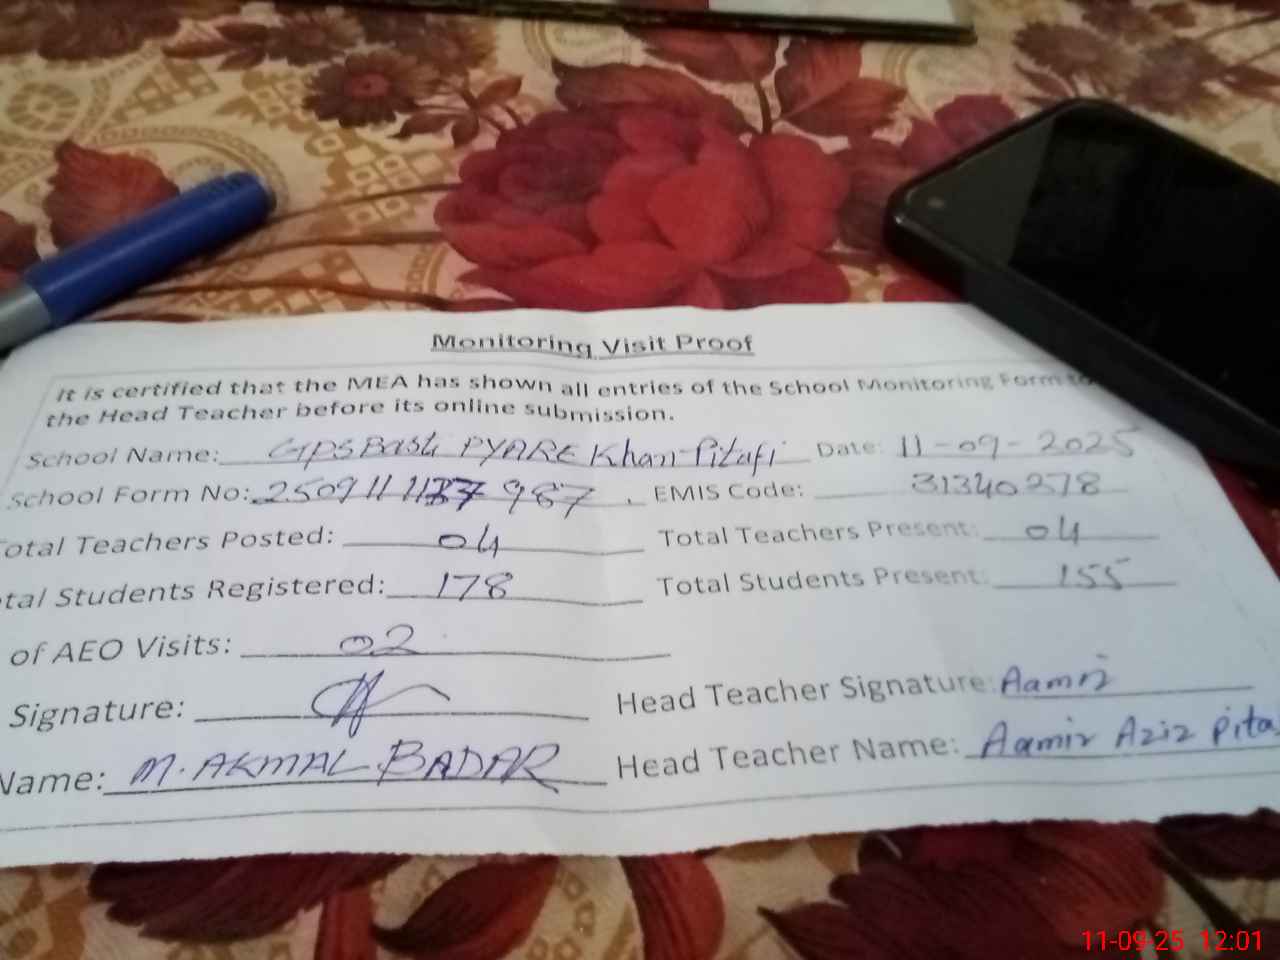 Monitoring Visit Proof
It is certified that the MEA has shown all entries of the School Monitoring Form to
the Head Teacher before its online submission.
School Name: GPS Basti PYARE Khan Pitafi Date: 11-09-2025
School Form No: 987 . EMIS Code: 31340378
Total Teachers Posted: 04 Total Teachers Present: 04
tal Students Registered: 178 Total Students Present: 155
of AEO Visits: 02
Signature: Head Teacher Signature: Aamir
Name: M. AKMAL BADAR Head Teacher Name: Aamir Aziz Pita
11-09-25 12:01